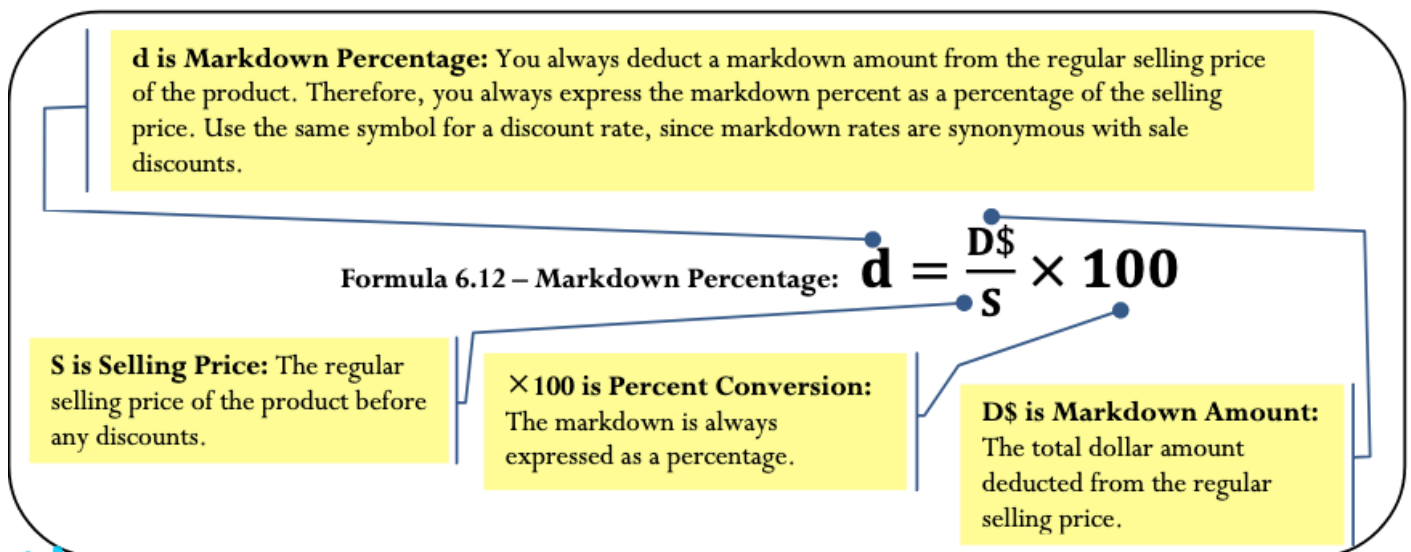 d is Markdown Percentage: You always deduct a markdown amount from the regular selling price
of the product. Therefore, you always express the markdown percent as a percentage of the selling
price. Use the same symbol for a discount rate, since markdown rates are synonymous with sale
discounts.
Formula 6.12 – Markdown Percentage: d = D$/S × 100
S is Selling Price: The regular
selling price of the product before
any discounts.
×100 is Percent Conversion:
The markdown is always
expressed as a percentage.
D$ is Markdown Amount:
The total dollar amount
deducted from the regular
selling price.